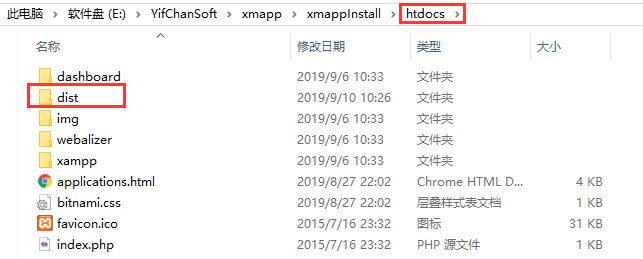 此电脑 > 软件盘 (E:) > YifChanSoft > xmapp > xmappInstall > htdocs >
名称 修改日期 类型 大小
dashboard 2019/9/6 10:33 文件夹
dist 2019/9/10 10:26 文件夹
img 2019/9/6 10:33 文件夹
webalizer 2019/9/6 10:33 文件夹
xampp 2019/9/6 10:33 文件夹
applications.html 2019/8/27 22:02 Chrome HTML D... 4 KB
bitnami.css 2019/8/27 22:02 层叠样式表文档 1 KB
favicon.ico 2015/7/16 23:32 图标 31 KB
index.php 2015/7/16 23:32 PHP 源文件 1 KB